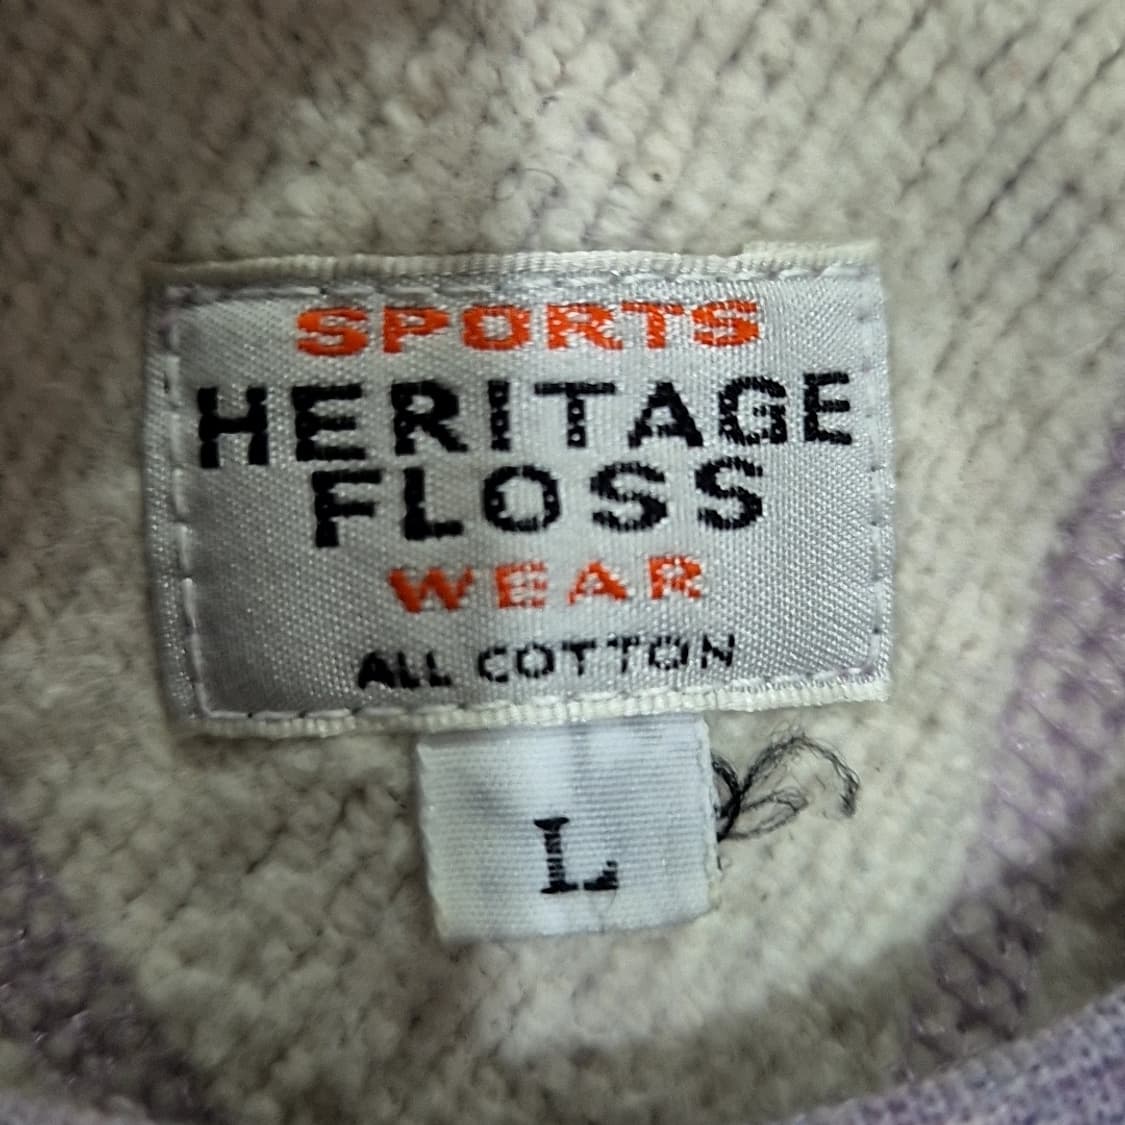 SPORTS
HERITAGE
FLOSS
WEAR
ALL COTTON
L